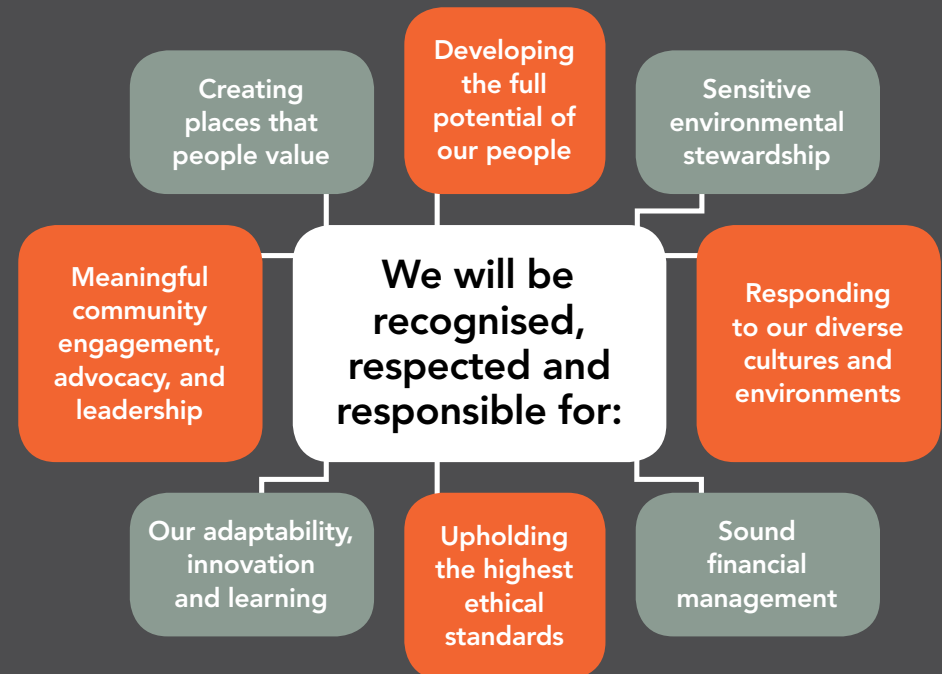 Creating
places that
people value
Developing
the full
potential of
our people
Sensitive
environmental
stewardship
Meaningful
community
engagement,
advocacy, and
leadership
We will be
recognised,
respected and
responsible for:
Responding
to our diverse
cultures and
environments
Our adaptability,
innovation
and learning
Upholding
the highest
ethical
standards
Sound
financial
management